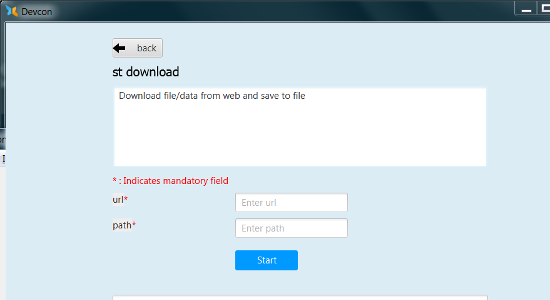 Devcon
back
st download
Download file/data from web and save to file
* : Indicates mandatory field
url*
Enter url
path*
Enter path
Start